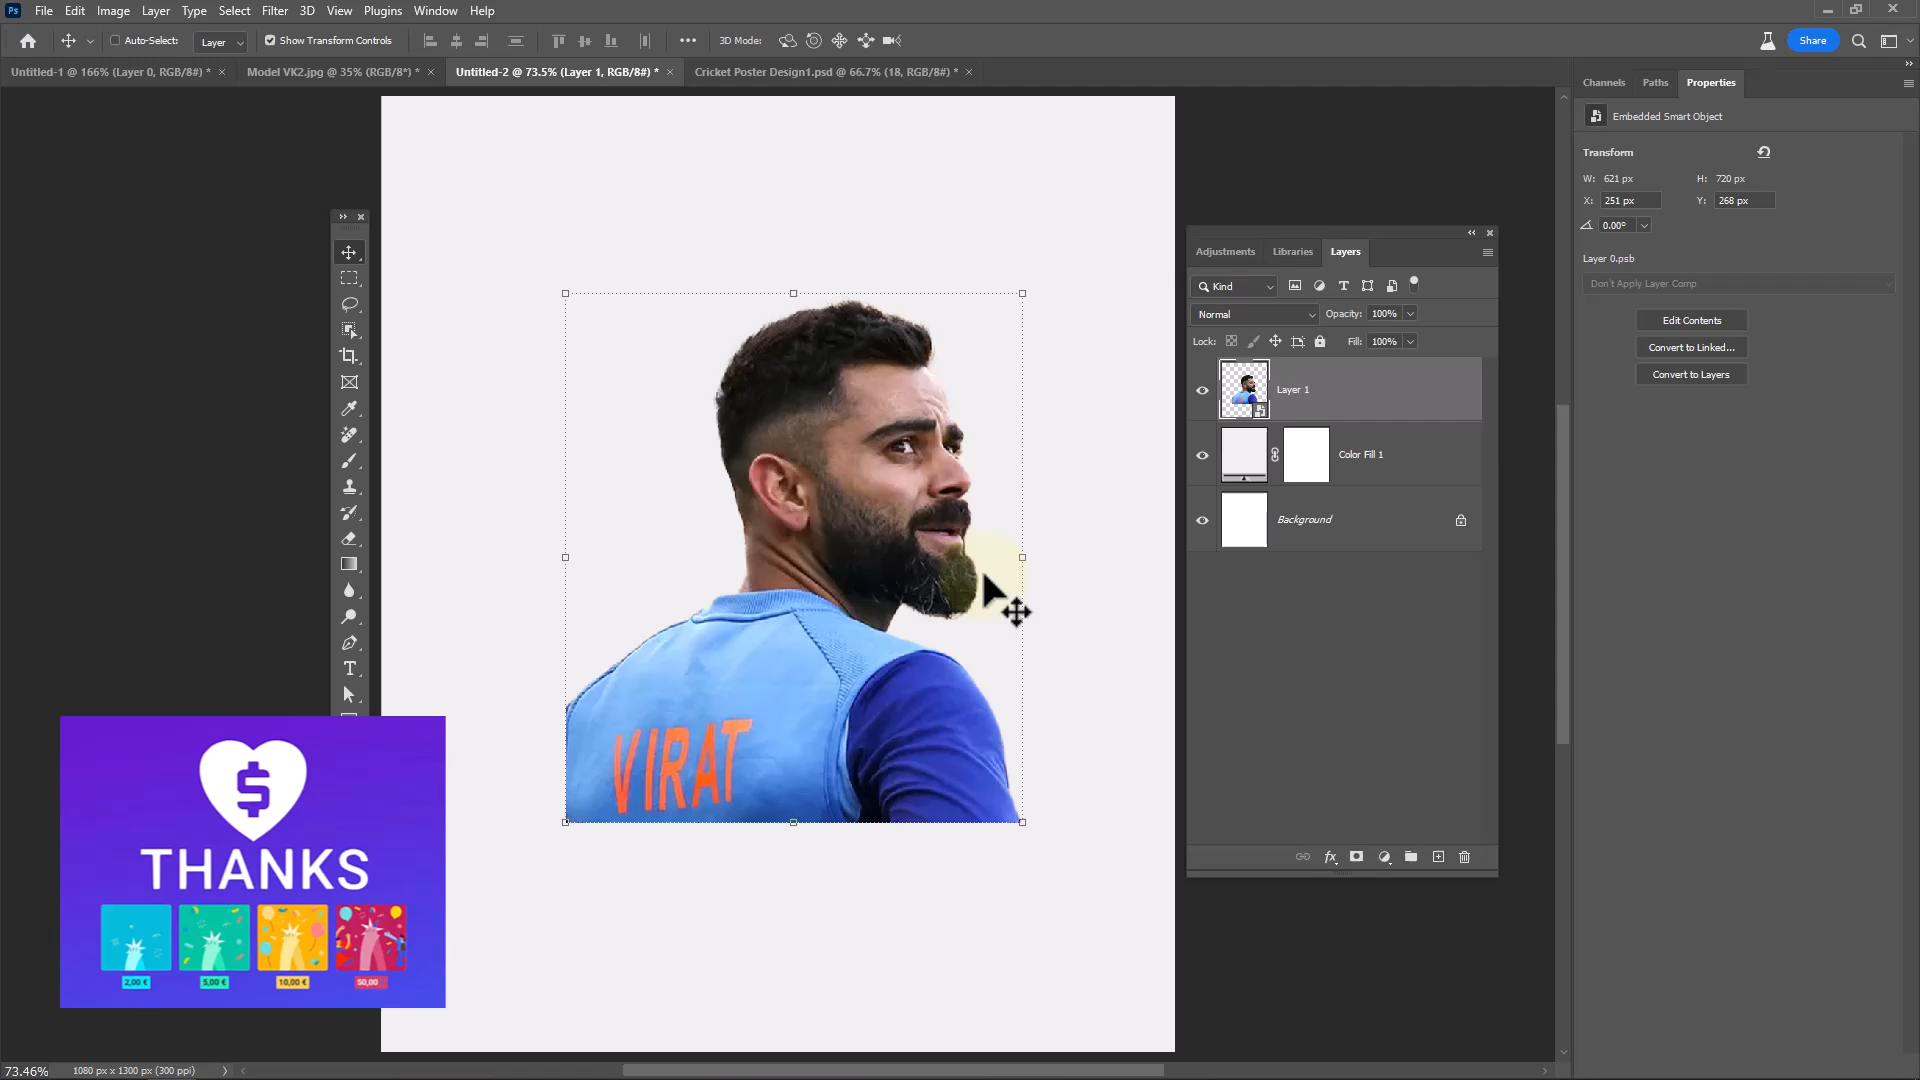 Ps File Edit Image Layer Type Select Filter 3D View Plugins Window Help
Auto-Select: Layer Show Transform Controls 3D Mode: Share
Untitled-1 @ 166% (Layer 0, RGB/8#) * Model VK2.jpg @ 35% (RGB/8*) * Untitled-2 @ 73.5% (Layer 1, RGB/8#) * Cricket Poster Design1.psd @ 66.7% (18, RGB/8#) *
Channels Paths Properties
Embedded Smart Object
Transform
W: 621 px H: 720 px
X: 251 px Y: 268 px
0.00°
Layer 0.psb
Don't Apply Layer Comp
Edit Contents
Convert to Linked...
Convert to Layers
Adjustments Libraries Layers
Kind
Normal Opacity: 100%
Lock: Fill: 100%
Layer 1
Color Fill 1
Background
fx
VIRAT
$
THANKS
2,00 € 5,00 € 10,00 € 50,00
73.46% 1080 px x 1300 px (300 ppi)